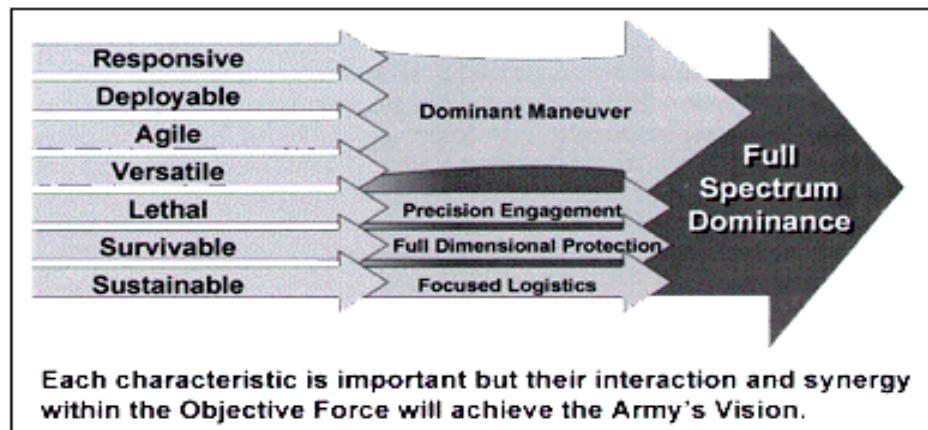 Responsive
Deployable
Agile
Versatile
Lethal
Survivable
Sustainable
Dominant Maneuver
Precision Engagement
Full Dimensional Protection
Focused Logistics
Full
Spectrum
Dominance
Each characteristic is important but their interaction and synergy
within the Objective Force will achieve the Army's Vision.